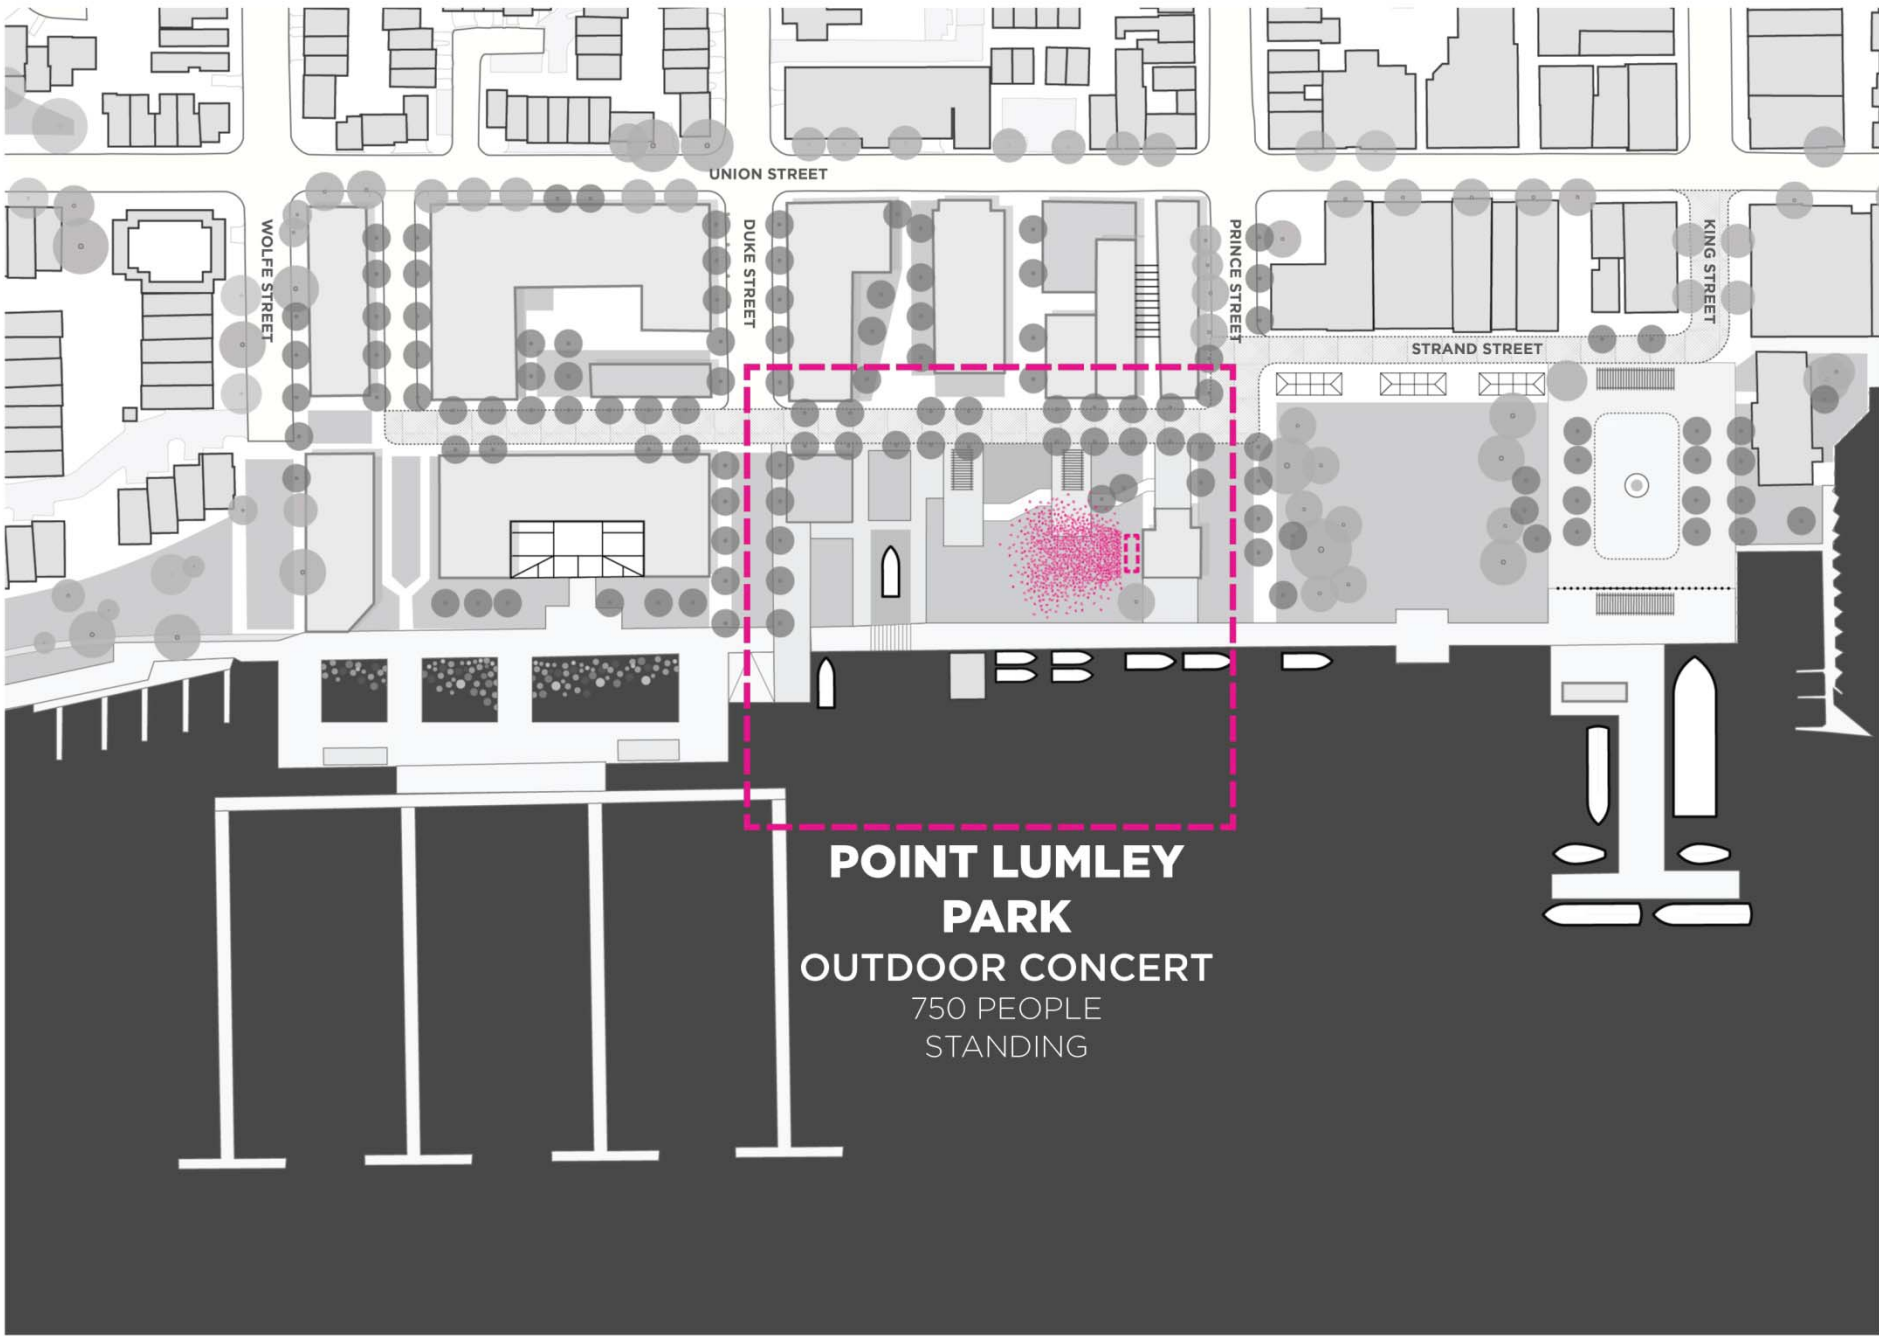 UNION STREET
WOLFE STREET
DUKE STREET
PRINCE STREET
KING STREET
STRAND STREET
POINT LUMLEY
PARK
OUTDOOR CONCERT
750 PEOPLE
STANDING